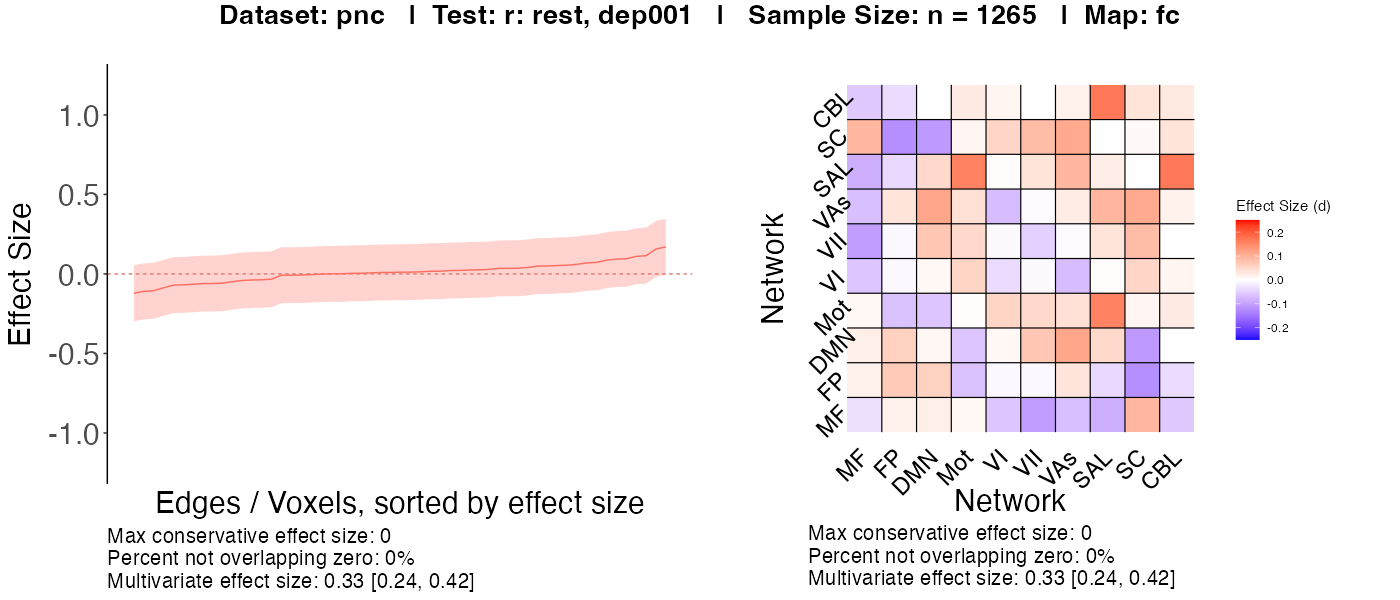 Dataset: pnc | Test: r: rest, dep001 | Sample Size: n = 1265 | Map: fc
Effect Size
1.0
0.5
0.0
-0.5
-1.0
Edges / Voxels, sorted by effect size
Max conservative effect size: 0
Percent not overlapping zero: 0%
Multivariate effect size: 0.33 [0.24, 0.42]
Network
CBL
SC
SAL
VAs
VII
VI
Mot
DMN
FP
MF
MF
FP
DMN
Mot
VI
VII
VAs
SAL
SC
CBL
Network
Max conservative effect size: 0
Percent not overlapping zero: 0%
Multivariate effect size: 0.33 [0.24, 0.42]
Effect Size (d)
0.2
0.1
0.0
-0.1
-0.2